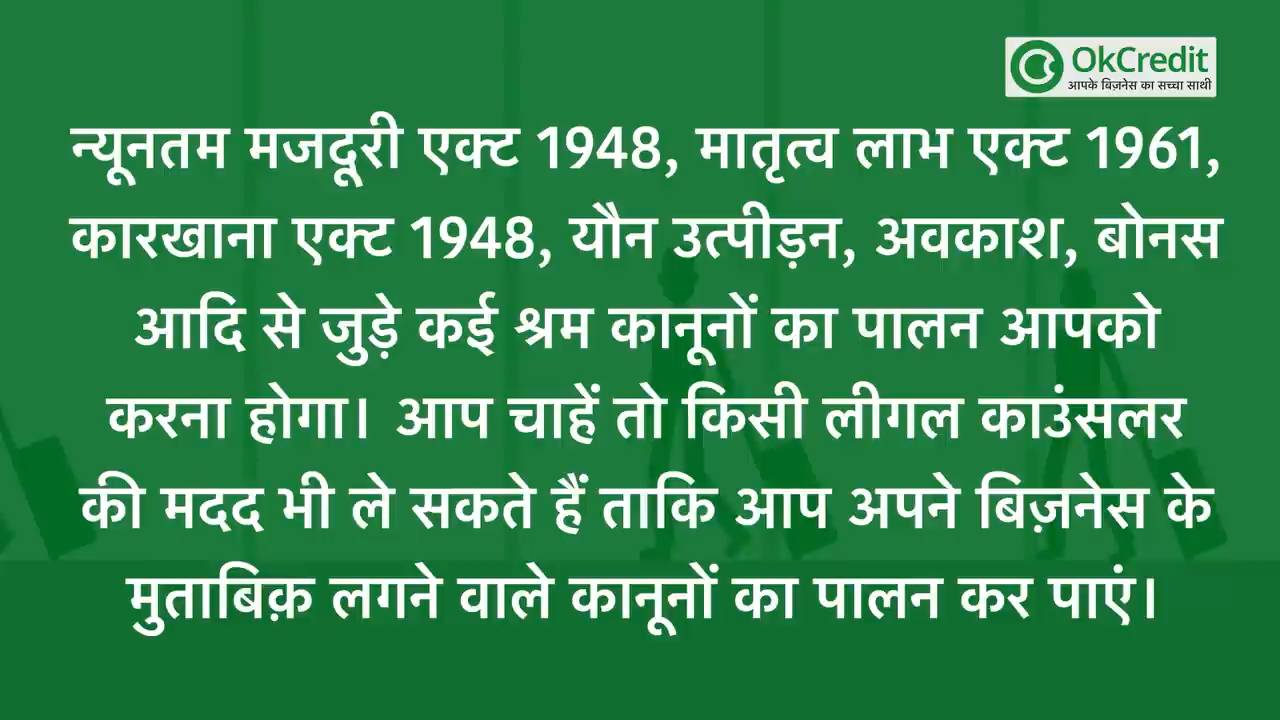 OkCredit
आपके बिज़नेस का सच्चा साथी
न्यूनतम मजदूरी एक्ट 1948, मातृत्व लाभ एक्ट 1961,
कारखाना एक्ट 1948, यौन उत्पीड़न, अवकाश, बोनस
आदि से जुड़े कई श्रम कानूनों का पालन आपको
करना होगा। आप चाहें तो किसी लीगल काउंसलर
की मदद भी ले सकते हैं ताकि आप अपने बिज़नेस के
मुताबिक़ लगने वाले कानूनों का पालन कर पाएं।